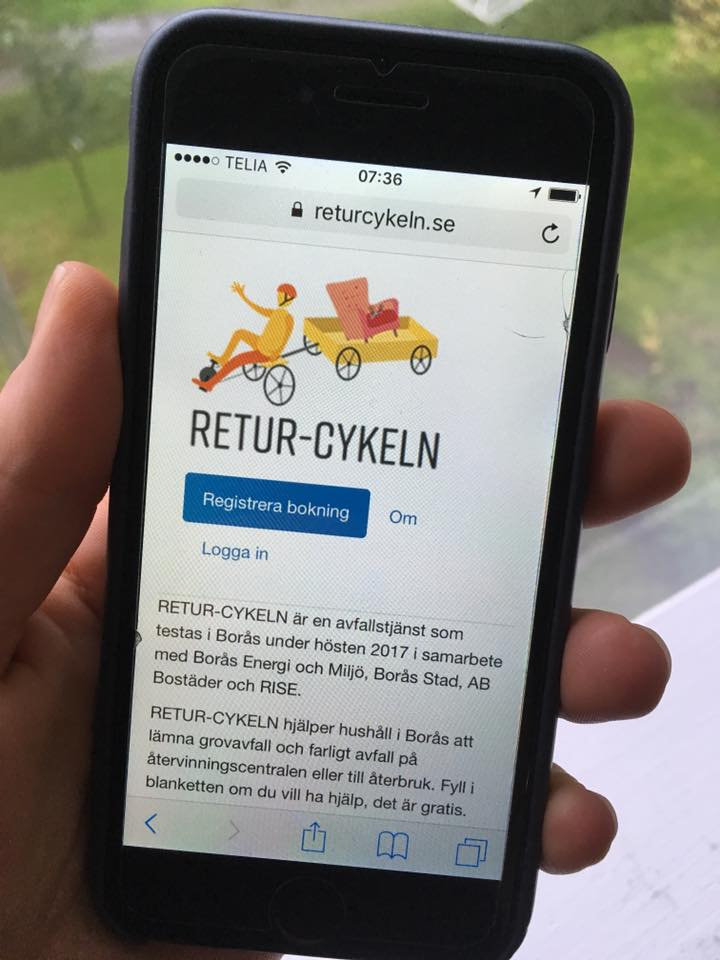 TELIA
07:36
returcykeln.se
RETUR-CYKELN
Registrera bokning
Om
Logga in
RETUR-CYKELN är en avfallstjänst som
testas i Borås under hösten 2017 i samarbete
med Borås Energi och Miljö, Borås Stad, AB
Bostäder och RISE.
RETUR-CYKELN hjälper hushåll i Borås att
lämna grovavfall och farligt avfall på
återvinningscentralen eller till återbruk. Fyll i
blanketten om du vill ha hjälp, det är gratis.